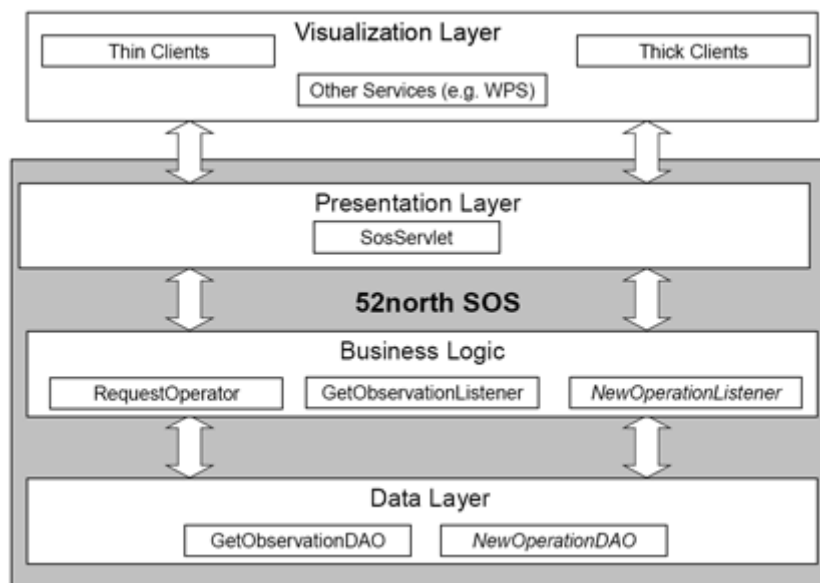 Visualization Layer
Thin Clients
Thick Clients
Other Services (e.g. WPS)
Presentation Layer
SosServlet
52north SOS
Business Logic
RequestOperator
GetObservationListener
NewOperationListener
Data Layer
GetObservationDAO
NewOperationDAO